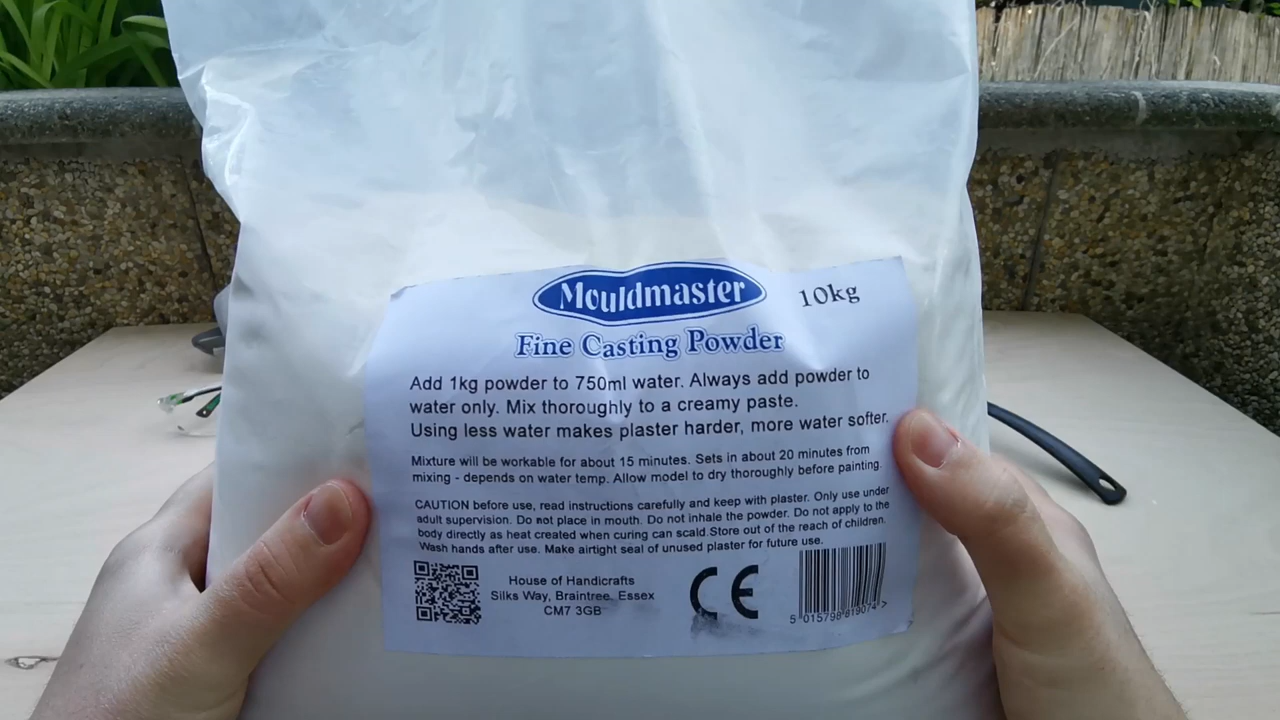 Mouldmaster 10kg
Fine Casting Powder
Add 1kg powder to 750ml water. Always add powder to
water only. Mix thoroughly to a creamy paste.
Using less water makes plaster harder, more water softer.
Mixture will be workable for about 15 minutes. Sets in about 20 minutes from
mixing - depends on water temp. Allow model to dry thoroughly before painting.
CAUTION before use, read instructions carefully and keep with plaster. Only use under
adult supervision. Do not place in mouth. Do not inhale the powder. Do not apply to the
body directly as heat created when curing can scald.Store out of the reach of children.
Wash hands after use. Make airtight seal of unused plaster for future use.
House of Handicrafts
Silks Way, Braintree. Essex
CM7 3GB
CE
5 015798 819074 >